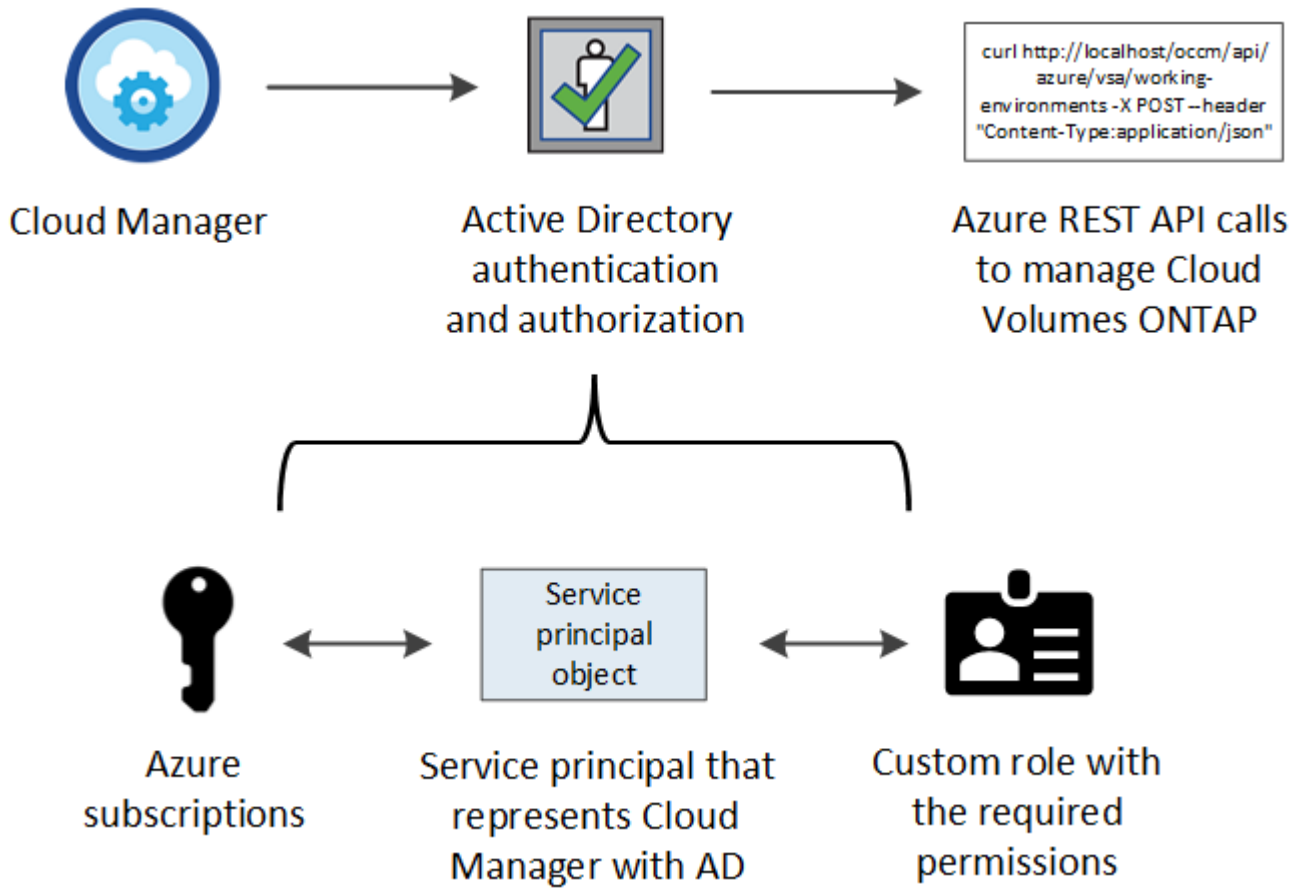 curl http://localhost/occm/api/
azure/vsa/working-
environments -X POST --header
"Content-Type:application/json"
Cloud Manager
Active Directory
authentication
and authorization
Azure REST API calls
to manage Cloud
Volumes ONTAP
Service
principal
object
Azure
subscriptions
Service principal that
represents Cloud
Manager with AD
Custom role with
the required
permissions